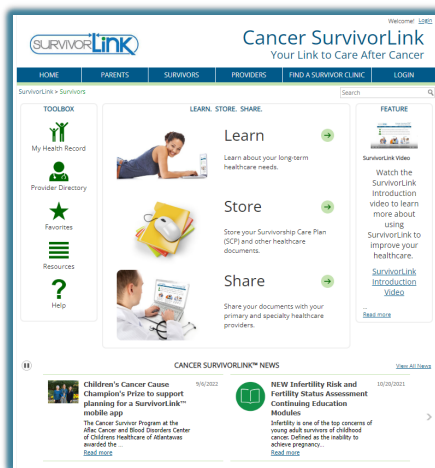 Welcome! Login
SURVIVORLINK
Cancer SurvivorLink
Your Link to Care After Cancer
HOME PARENTS SURVIVORS PROVIDERS FIND A SURVIVOR CLINIC LOGIN
SurvivorLink > Survivors
Search
TOOLBOX
My Health Record
Provider Directory
Favorites
Resources
?
Help
LEARN. STORE. SHARE.
Learn
Learn about your long-term
healthcare needs.
Store
Store your Survivorship Care Plan
(SCP) and other healthcare
documents.
Share
Share your documents with your
primary and specialty healthcare
providers.
FEATURE
SurvivorLink Video
Watch the
SurvivorLink
Introduction
video to learn
more about
using
SurvivorLink to
improve your
healthcare.
SurvivorLink
Introduction
Video
...
Read more
CANCER SURVIVORLINK™ NEWS
View All News
Children's Cancer Cause
Champion's Prize to support
planning for a SurvivorLink™
mobile app
9/6/2022
The Cancer Survivor Program at the
Aflac Cancer and Blood Disorders Center
of Childrens Healthcare of Atlantawas
awarded the...
Read more
NEW Infertility Risk and
Fertility Status Assessment
Continuing Education
Modules
10/28/2021
Infertility is one of the top concerns of
young adult survivors of childhood
cancer. Defined as the inability to
achieve pregnancy...
Read more